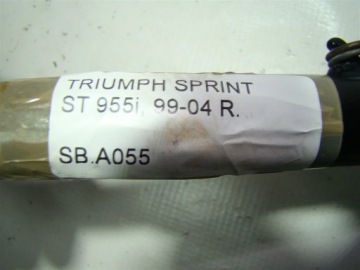 TRIUMPH SPRINT
ST 955i, 99-04 R.
SB.A055